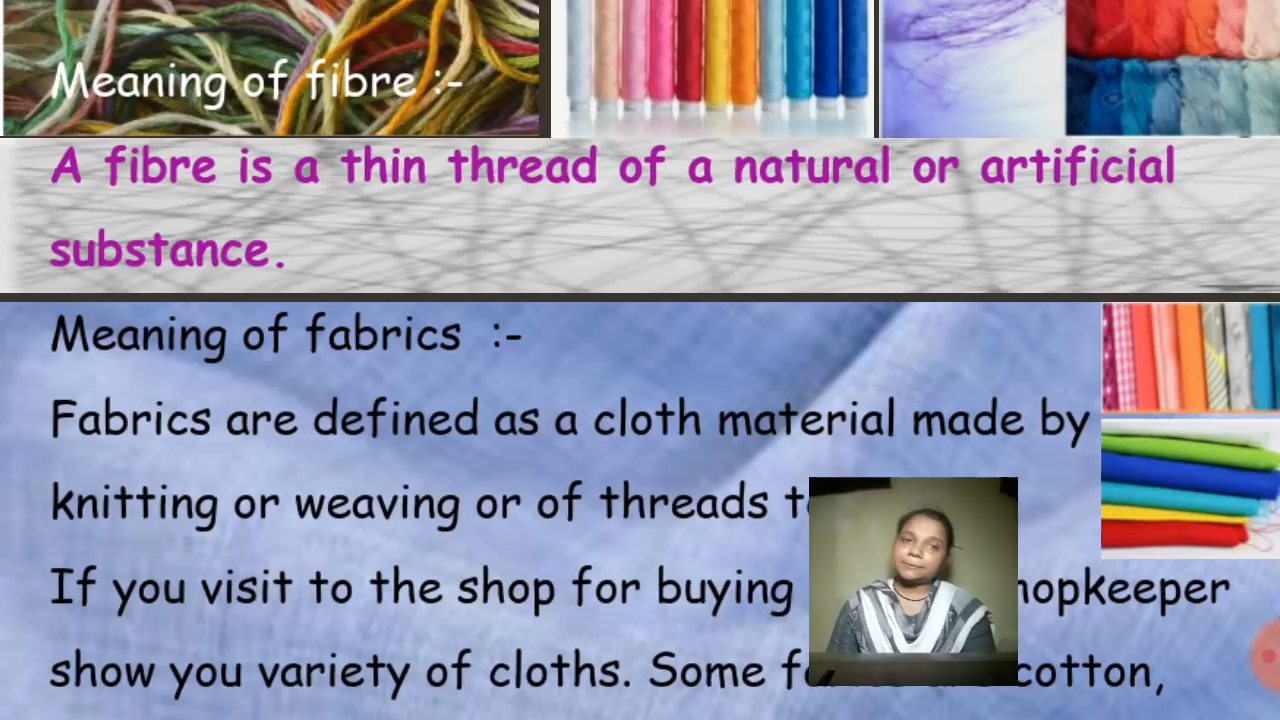 Meaning of fibre :-
A fibre is a thin thread of a natural or artificial
substance.
Meaning of fabrics :-
Fabrics are defined as a cloth material made by
knitting or weaving or of threads
If you visit to the shop for buying
show you variety of cloths. Some cotton,